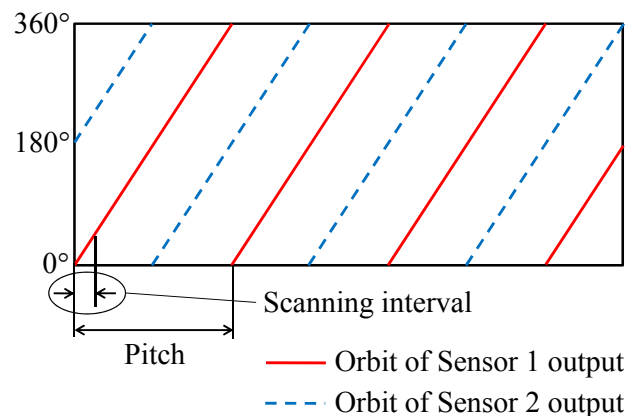 360°
180°
0°
Scanning interval
Pitch
Orbit of Sensor 1 output
Orbit of Sensor 2 output